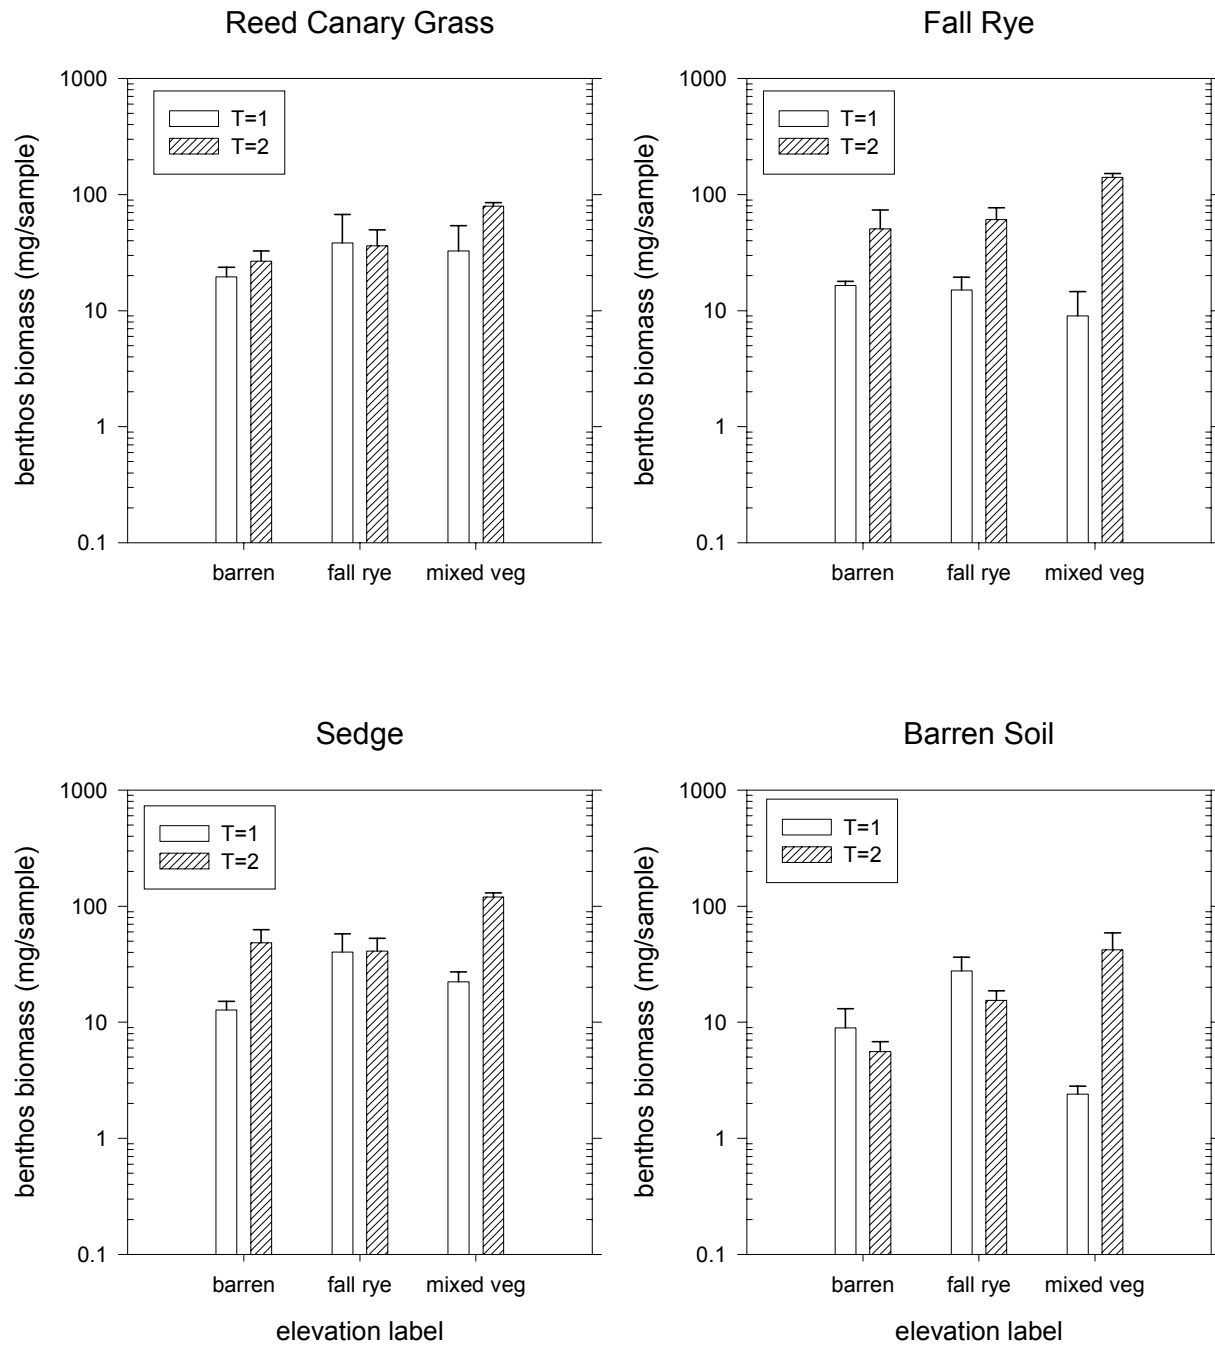 Reed Canary Grass
benthos biomass (mg/sample)
1000
100
10
1
0.1
T=1
T=2
barren fall rye mixed veg
Fall Rye
benthos biomass (mg/sample)
1000
100
10
1
0.1
T=1
T=2
barren fall rye mixed veg
Sedge
benthos biomass (mg/sample)
1000
100
10
1
0.1
T=1
T=2
barren fall rye mixed veg
elevation label
Barren Soil
benthos biomass (mg/sample)
1000
100
10
1
0.1
T=1
T=2
barren fall rye mixed veg
elevation label